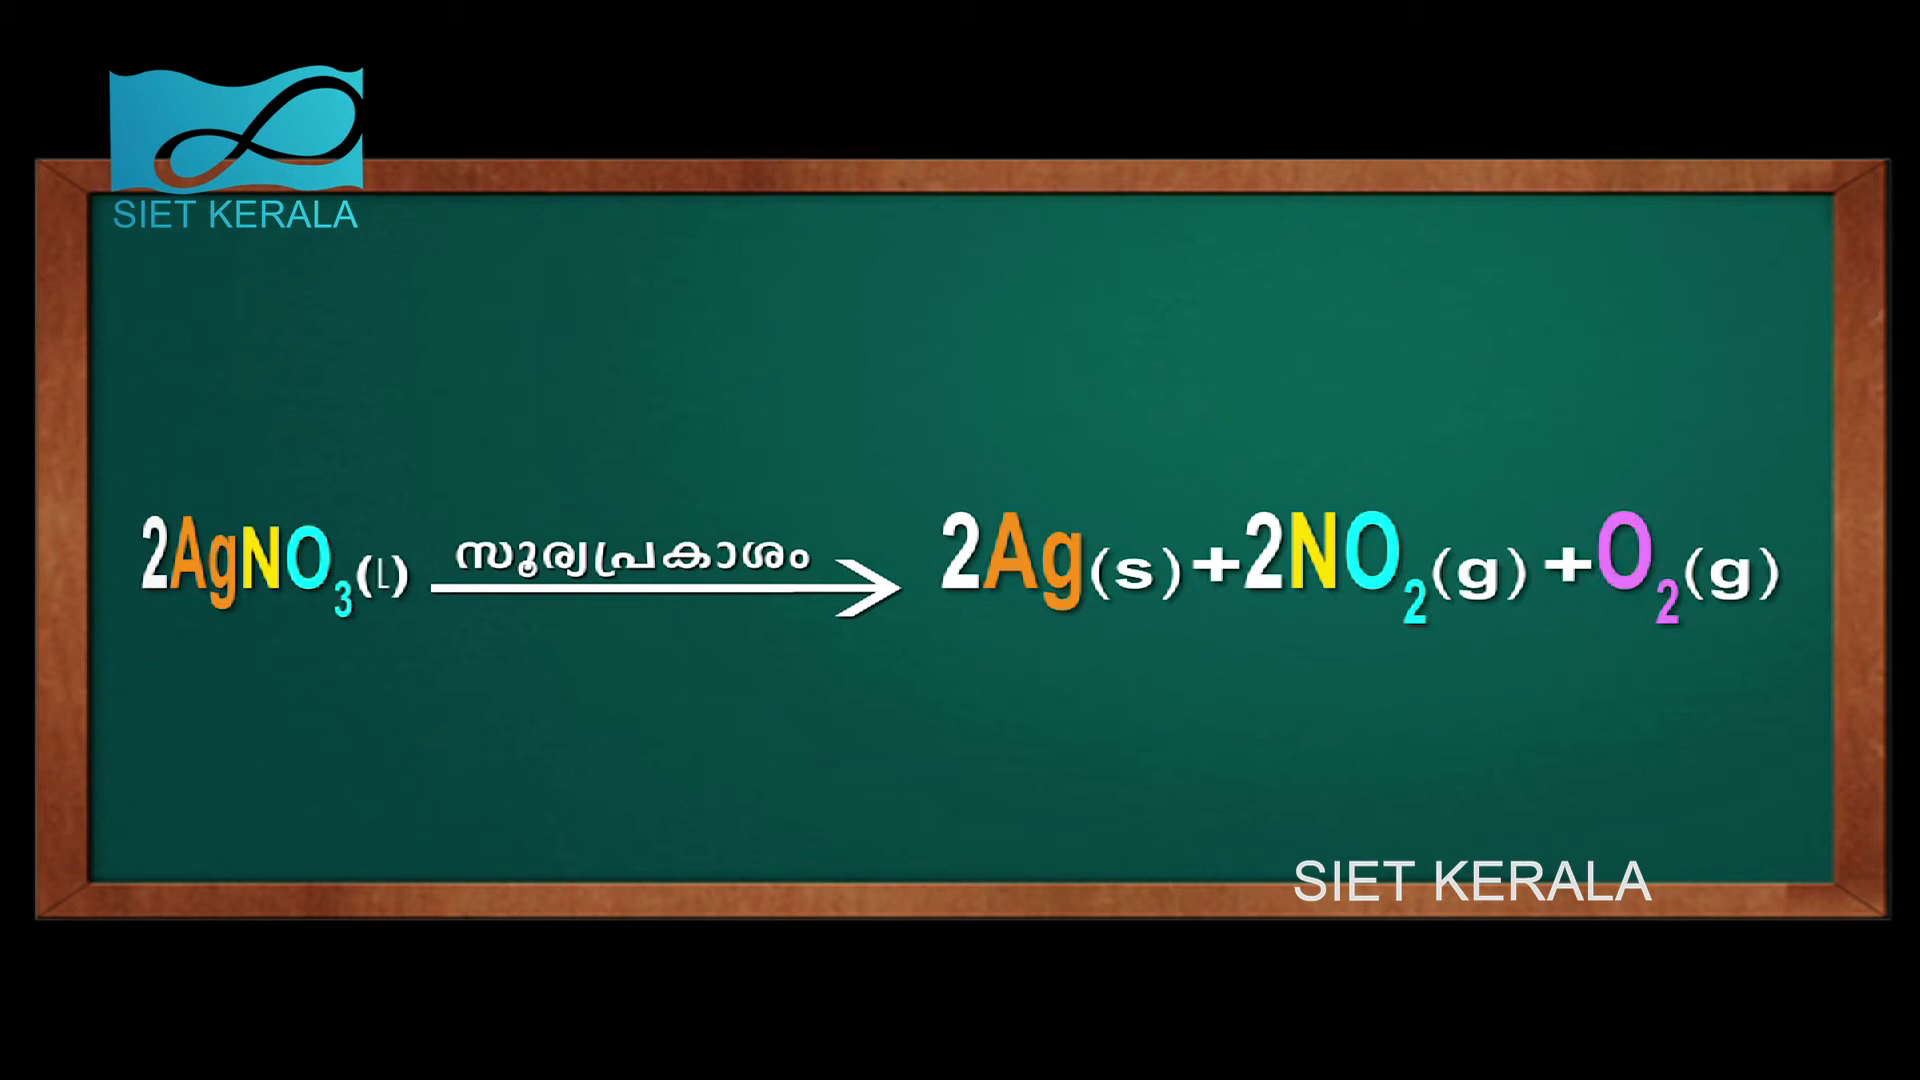 SIET KERALA
2AgNO₃(l) സൂര്യപ്രകാശം → 2Ag(s)+2NO₂(g)+O₂(g)
SIET KERALA